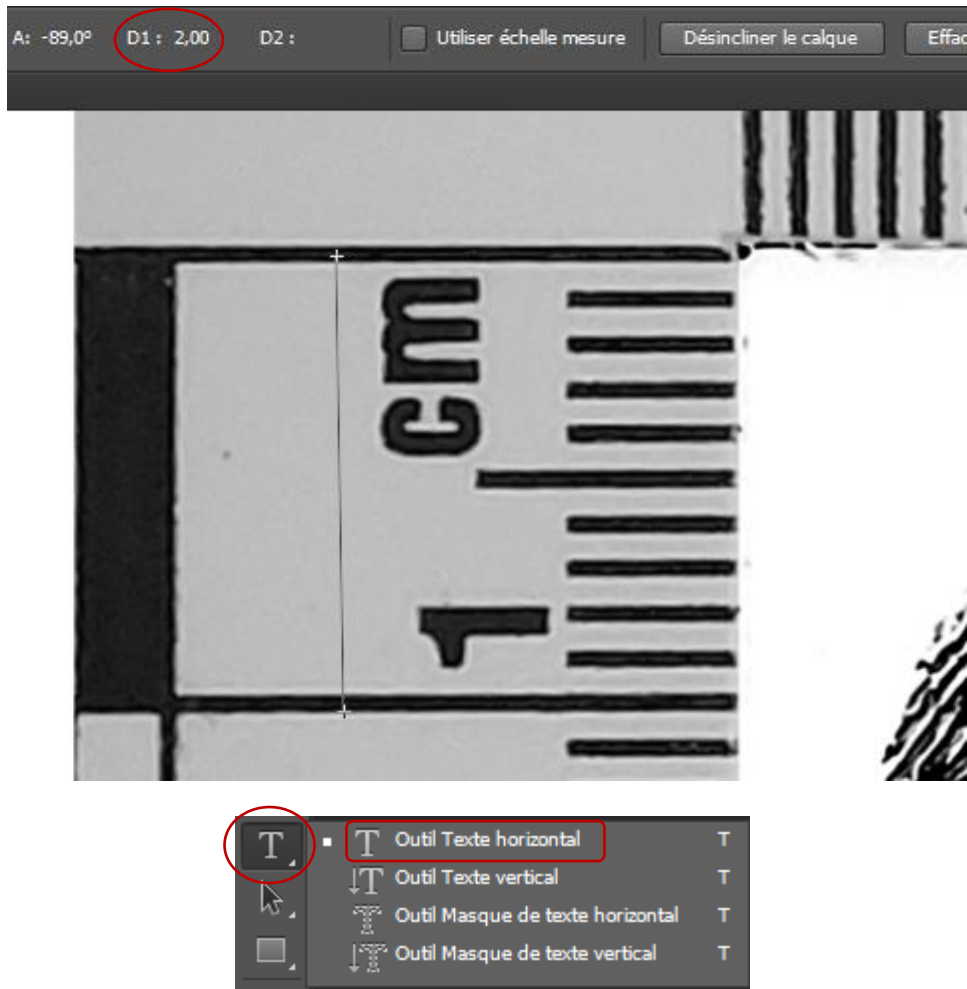 A: -89,0° D1 : 2,00 D2 : Utiliser échelle mesure Désincliner le calque Effac
cm
1
T Outil Texte horizontal T
Outil Texte vertical T
Outil Masque de texte horizontal T
Outil Masque de texte vertical T